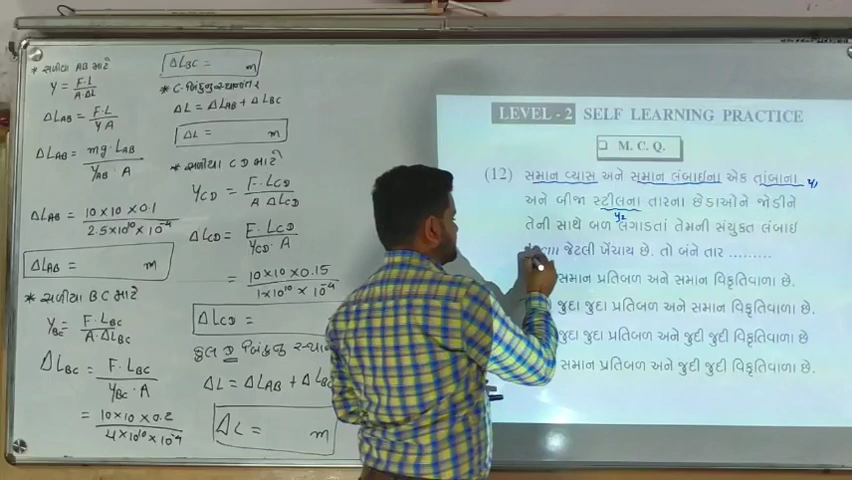 * સળીયા AB માટે
Y = F·L / A·ΔL
ΔLAB = F·L / YA
ΔLAB = mg·LAB / YAB·A
ΔLAB = 10×10×0.1 / 2.5×10¹⁰×10⁻⁴
ΔLAB = m
* સળીયા BC માટે
YBC = F·LBC / A·ΔLBC
ΔLBC = F·LBC / YBC·A
= 10×10×0.2 / 4×10¹⁰×10⁻⁴
ΔLBC = m
* C-બિંદુનુ સ્થાનાંતર
ΔL = ΔLAB + ΔLBC
ΔL = m
* સળીયા CD માટે
YCD = F·LCD / A ΔLCD
ΔLCD = F·LCD / YCD·A
= 10×10×0.15 / 1×10¹⁰×10⁻⁴
ΔLCD =
ΔL = ΔLAB + ΔLBC
ΔL = m
LEVEL - 2 SELF LEARNING PRACTICE
❑ M. C. Q.
(12) સમાન વ્યાસ અને સમાન લંબાઇના એક તાંબાના Y₁
અને બીજા સ્ટીલના તારના છેડાઓને જોડીને
Y₂
તેની સાથે બળ લગાડતાં તેમની સંયુક્ત લંબાઇ
cm જેટલી ખેંચાય છે. તો બંને તાર .........
સમાન પ્રતિબળ અને સમાન વિકૃતિવાળા છે.
જુદા જુદા પ્રતિબળ અને સમાન વિકૃતિવાળા છે.
જુદા જુદા પ્રતિબળ અને જુદી જુદી વિકૃતિવાળા છે
સમાન પ્રતિબળ અને જુદી જુદી વિકૃતિવાળા છે.